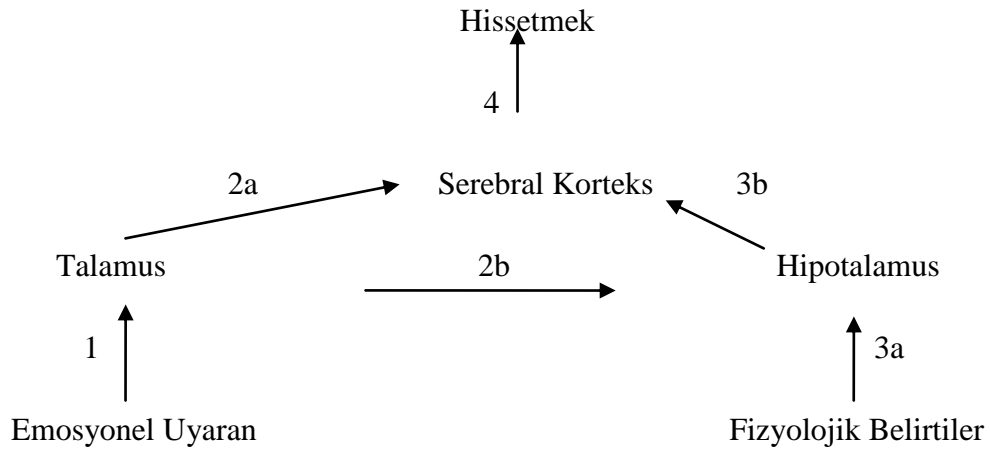 Hissetmek
4
2a
Serebral Korteks
3b
Talamus
2b
Hipotalamus
1
3a
Emosyonel Uyaran
Fizyolojik Belirtiler